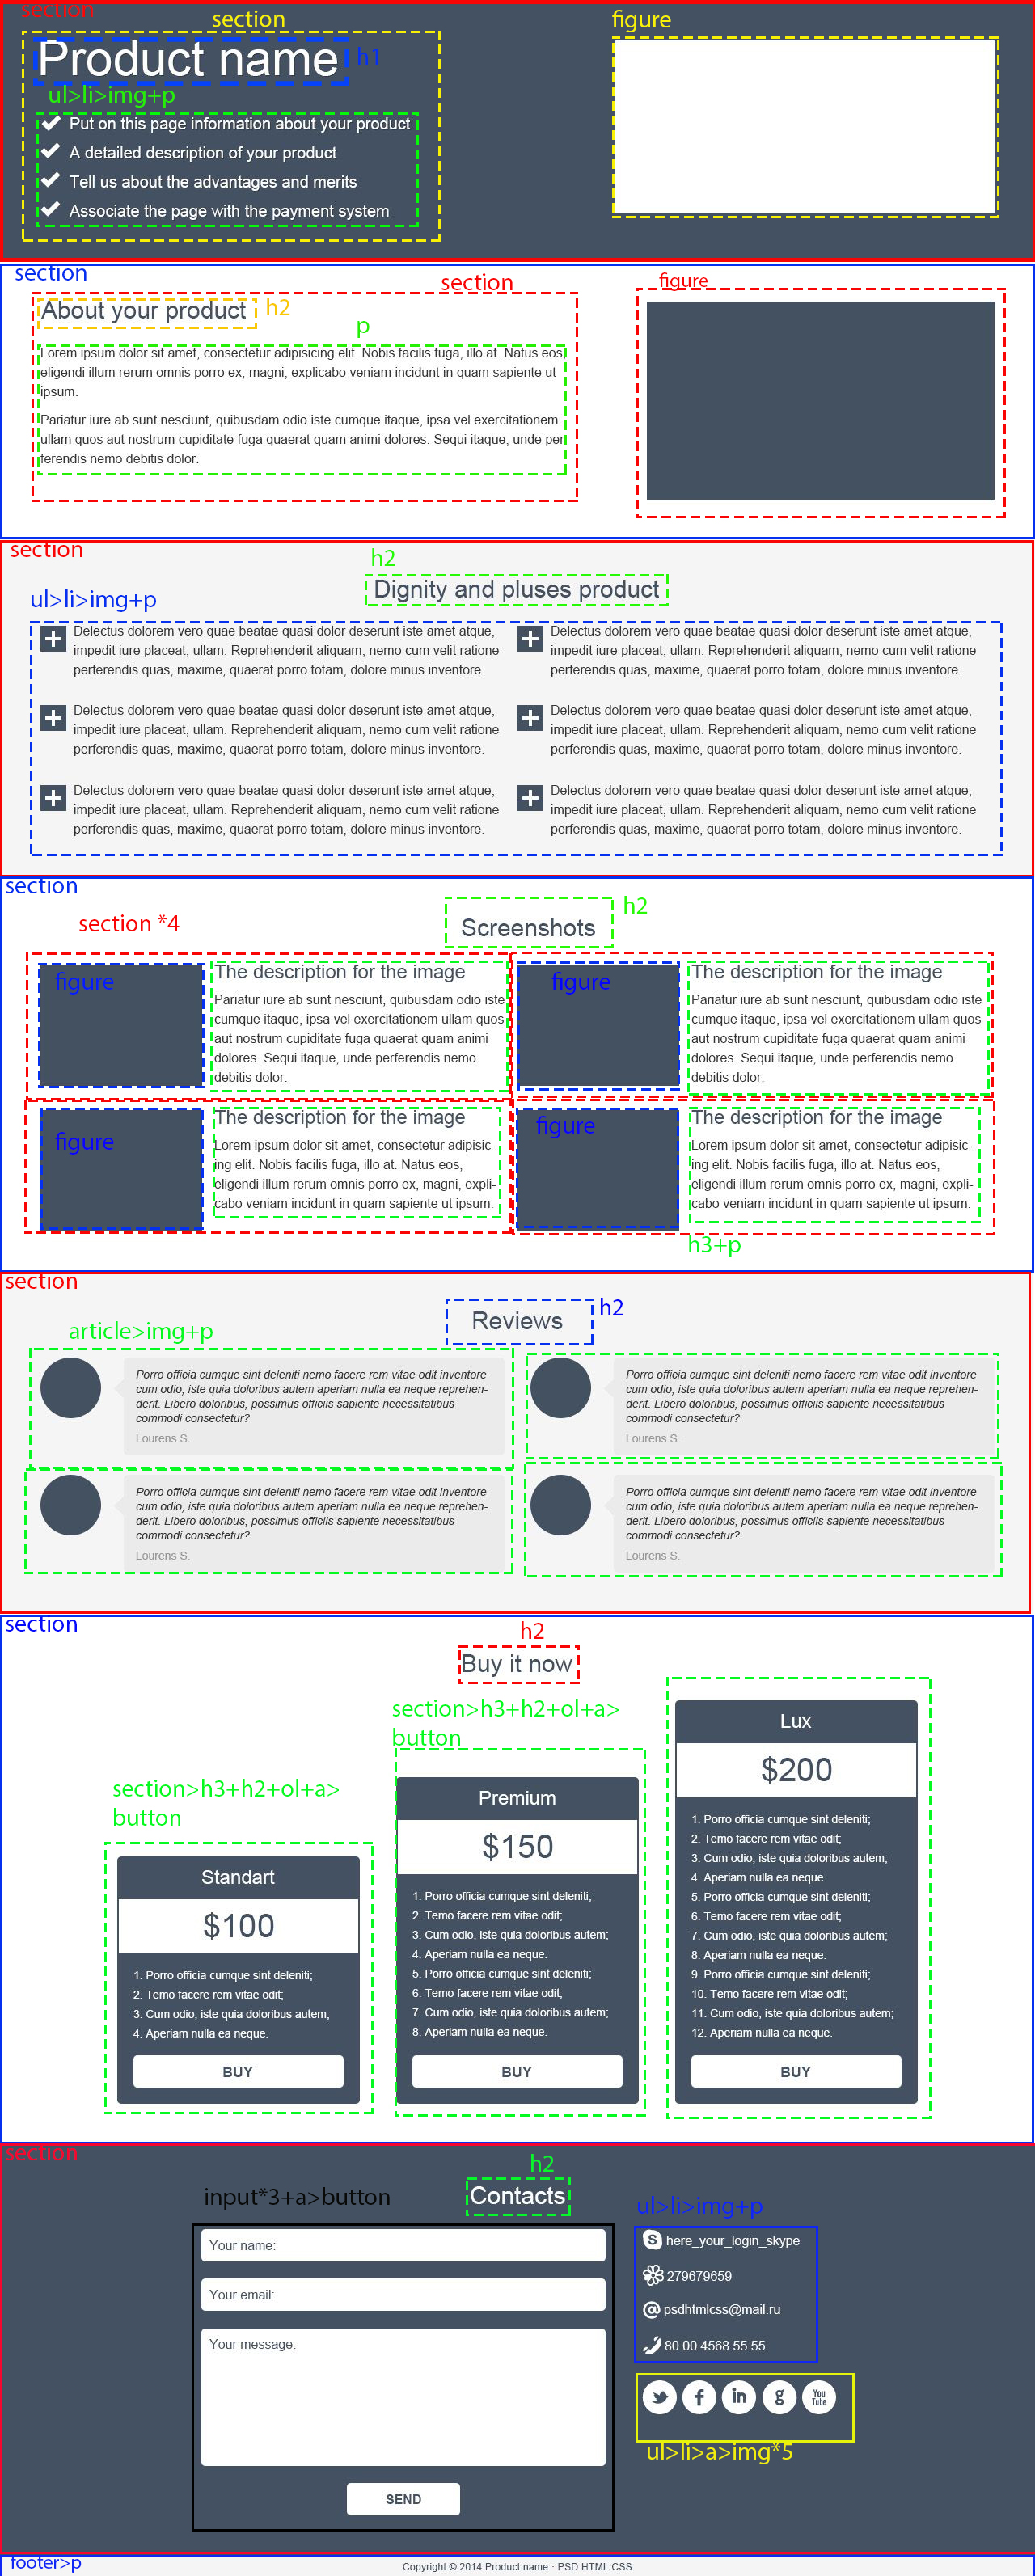 section
section
figure
Product name
h1
ul>li>img+p
Put on this page information about your product
A detailed description of your product
Tell us about the advantages and merits
Associate the page with the payment system
section
section
figure
About your product
h2
p
Lorem ipsum dolor sit amet, consectetur adipisicing elit. Nobis facilis fuga, illo at. Natus eos,
eligendi illum rerum omnis porro ex, magni, explicabo veniam incidunt in quam sapiente ut
ipsum.
Pariatur iure ab sunt nesciunt, quibusdam odio iste cumque itaque, ipsa vel exercitationem
ullam quos aut nostrum cupiditate fuga quaerat quam animi dolores. Sequi itaque, unde per-
ferendis nemo debitis dolor.
section
h2
Dignity and pluses product
ul>li>img+p
Delectus dolorem vero quae beatae quasi dolor deserunt iste amet atque,
impedit iure placeat, ullam. Reprehenderit aliquam, nemo cum velit ratione
perferendis quas, maxime, quaerat porro totam, dolore minus inventore.
Delectus dolorem vero quae beatae quasi dolor deserunt iste amet atque,
impedit iure placeat, ullam. Reprehenderit aliquam, nemo cum velit ratione
perferendis quas, maxime, quaerat porro totam, dolore minus inventore.
Delectus dolorem vero quae beatae quasi dolor deserunt iste amet atque,
impedit iure placeat, ullam. Reprehenderit aliquam, nemo cum velit ratione
perferendis quas, maxime, quaerat porro totam, dolore minus inventore.
Delectus dolorem vero quae beatae quasi dolor deserunt iste amet atque,
impedit iure placeat, ullam. Reprehenderit aliquam, nemo cum velit ratione
perferendis quas, maxime, quaerat porro totam, dolore minus inventore.
Delectus dolorem vero quae beatae quasi dolor deserunt iste amet atque,
impedit iure placeat, ullam. Reprehenderit aliquam, nemo cum velit ratione
perferendis quas, maxime, quaerat porro totam, dolore minus inventore.
Delectus dolorem vero quae beatae quasi dolor deserunt iste amet atque,
impedit iure placeat, ullam. Reprehenderit aliquam, nemo cum velit ratione
perferendis quas, maxime, quaerat porro totam, dolore minus inventore.
section
section *4
h2
Screenshots
figure
The description for the image
Pariatur iure ab sunt nesciunt, quibusdam odio iste
cumque itaque, ipsa vel exercitationem ullam quos
aut nostrum cupiditate fuga quaerat quam animi
dolores. Sequi itaque, unde perferendis nemo
debitis dolor.
figure
The description for the image
Pariatur iure ab sunt nesciunt, quibusdam odio iste
cumque itaque, ipsa vel exercitationem ullam quos
aut nostrum cupiditate fuga quaerat quam animi
dolores. Sequi itaque, unde perferendis nemo
debitis dolor.
figure
The description for the image
Lorem ipsum dolor sit amet, consectetur adipisic-
ing elit. Nobis facilis fuga, illo at. Natus eos,
eligendi illum rerum omnis porro ex, magni, expli-
cabo veniam incidunt in quam sapiente ut ipsum.
figure
The description for the image
Lorem ipsum dolor sit amet, consectetur adipisic-
ing elit. Nobis facilis fuga, illo at. Natus eos,
eligendi illum rerum omnis porro ex, magni, expli-
cabo veniam incidunt in quam sapiente ut ipsum.
h3+p
section
h2
Reviews
article>img+p
Porro officia cumque sint deleniti nemo facere rem vitae odit inventore
cum odio, iste quia doloribus autem aperiam nulla ea neque reprehen-
derit. Libero doloribus, possimus officiis sapiente necessitatibus
commodi consectetur?
Lourens S.
Porro officia cumque sint deleniti nemo facere rem vitae odit inventore
cum odio, iste quia doloribus autem aperiam nulla ea neque reprehen-
derit. Libero doloribus, possimus officiis sapiente necessitatibus
commodi consectetur?
Lourens S.
Porro officia cumque sint deleniti nemo facere rem vitae odit inventore
cum odio, iste quia doloribus autem aperiam nulla ea neque reprehen-
derit. Libero doloribus, possimus officiis sapiente necessitatibus
commodi consectetur?
Lourens S.
Porro officia cumque sint deleniti nemo facere rem vitae odit inventore
cum odio, iste quia doloribus autem aperiam nulla ea neque reprehen-
derit. Libero doloribus, possimus officiis sapiente necessitatibus
commodi consectetur?
Lourens S.
section
h2
Buy it now
section>h3+h2+ol+a>
button
Standart
$100
1. Porro officia cumque sint deleniti;
2. Temo facere rem vitae odit;
3. Cum odio, iste quia doloribus autem;
4. Aperiam nulla ea neque.
BUY
section>h3+h2+ol+a>
button
Premium
$150
1. Porro officia cumque sint deleniti;
2. Temo facere rem vitae odit;
3. Cum odio, iste quia doloribus autem;
4. Aperiam nulla ea neque.
5. Porro officia cumque sint deleniti;
6. Temo facere rem vitae odit;
7. Cum odio, iste quia doloribus autem;
8. Aperiam nulla ea neque.
BUY
Lux
$200
1. Porro officia cumque sint deleniti;
2. Temo facere rem vitae odit;
3. Cum odio, iste quia doloribus autem;
4. Aperiam nulla ea neque.
5. Porro officia cumque sint deleniti;
6. Temo facere rem vitae odit;
7. Cum odio, iste quia doloribus autem;
8. Aperiam nulla ea neque.
9. Porro officia cumque sint deleniti;
10. Temo facere rem vitae odit;
11. Cum odio, iste quia doloribus autem;
12. Aperiam nulla ea neque.
BUY
section
h2
Contacts
input*3+a>button
Your name:
Your email:
Your message:
SEND
ul>li>img+p
here_your_login_skype
279679659
psdhtmlcss@mail.ru
80 00 4568 55 55
You
Tube
ul>li>a>img*5
footer>p
Copyright © 2014 Product name · PSD HTML CSS